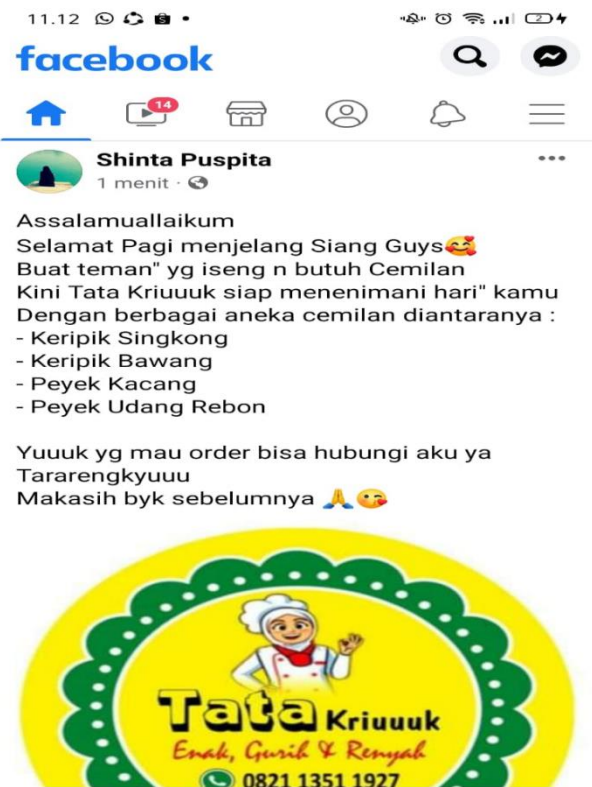 11.12
2
facebook
14
Shinta Puspita
1 menit ·
Assalamuallaikum
Selamat Pagi menjelang Siang Guys🥰
Buat teman" yg iseng n butuh Cemilan
Kini Tata Kriuuuk siap menenimani hari" kamu
Dengan berbagai aneka cemilan diantaranya :
- Keripik Singkong
- Keripik Bawang
- Peyek Kacang
- Peyek Udang Rebon
Yuuuk yg mau order bisa hubungi aku ya
Tararengkyuuu
Makasih byk sebelumnya 🙏😘
Tata Kriuuuk
Enak, Gurih & Renyah
0821 1351 1927